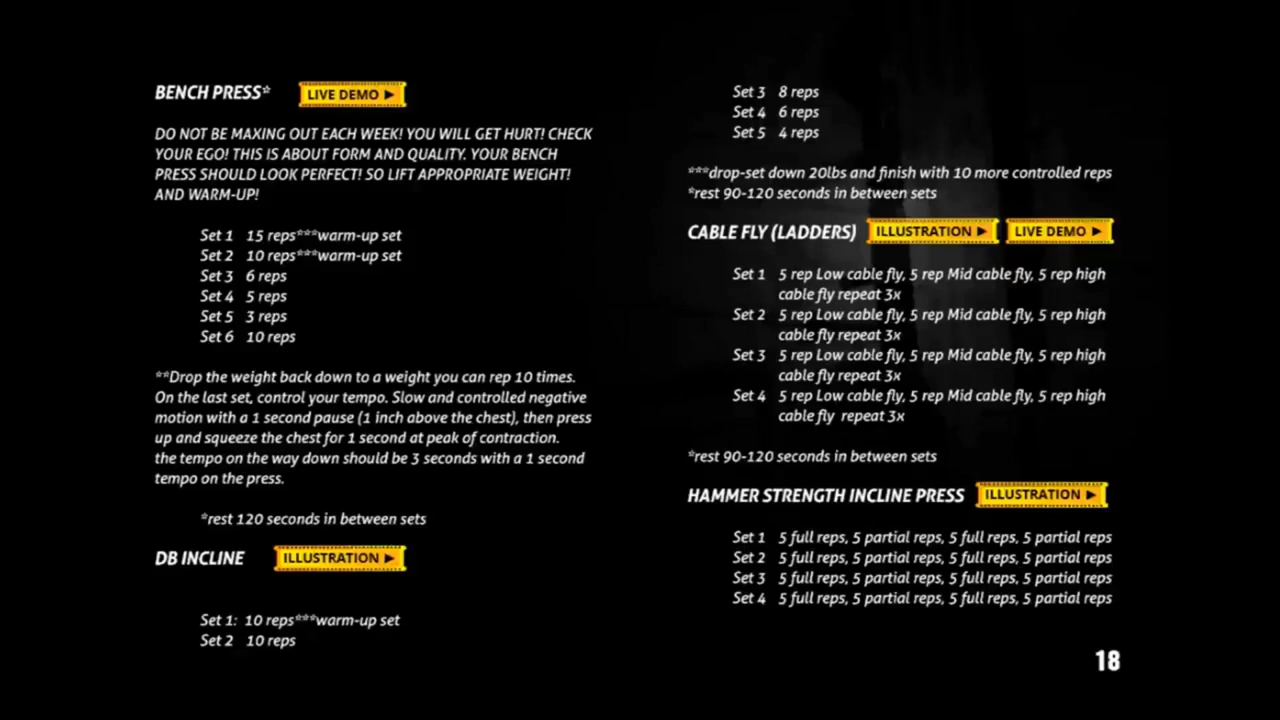 BENCH PRESS* LIVE DEMO ►
DO NOT BE MAXING OUT EACH WEEK! YOU WILL GET HURT! CHECK
YOUR EGO! THIS IS ABOUT FORM AND QUALITY. YOUR BENCH
PRESS SHOULD LOOK PERFECT! SO LIFT APPROPRIATE WEIGHT!
AND WARM-UP!
Set 1 15 reps***warm-up set
Set 2 10 reps***warm-up set
Set 3 6 reps
Set 4 5 reps
Set 5 3 reps
Set 6 10 reps
**Drop the weight back down to a weight you can rep 10 times.
On the last set, control your tempo. Slow and controlled negative
motion with a 1 second pause (1 inch above the chest), then press
up and squeeze the chest for 1 second at peak of contraction.
the tempo on the way down should be 3 seconds with a 1 second
tempo on the press.
*rest 120 seconds in between sets
DB INCLINE ILLUSTRATION ►
Set 1: 10 reps***warm-up set
Set 2 10 reps
Set 3 8 reps
Set 4 6 reps
Set 5 4 reps
***drop-set down 20lbs and finish with 10 more controlled reps
*rest 90-120 seconds in between sets
CABLE FLY (LADDERS) ILLUSTRATION ► LIVE DEMO ►
Set 1 5 rep Low cable fly, 5 rep Mid cable fly, 5 rep high
cable fly repeat 3x
Set 2 5 rep Low cable fly, 5 rep Mid cable fly, 5 rep high
cable fly repeat 3x
Set 3 5 rep Low cable fly, 5 rep Mid cable fly, 5 rep high
cable fly repeat 3x
Set 4 5 rep Low cable fly, 5 rep Mid cable fly, 5 rep high
cable fly repeat 3x
*rest 90-120 seconds in between sets
HAMMER STRENGTH INCLINE PRESS ILLUSTRATION ►
Set 1 5 full reps, 5 partial reps, 5 full reps, 5 partial reps
Set 2 5 full reps, 5 partial reps, 5 full reps, 5 partial reps
Set 3 5 full reps, 5 partial reps, 5 full reps, 5 partial reps
Set 4 5 full reps, 5 partial reps, 5 full reps, 5 partial reps
18